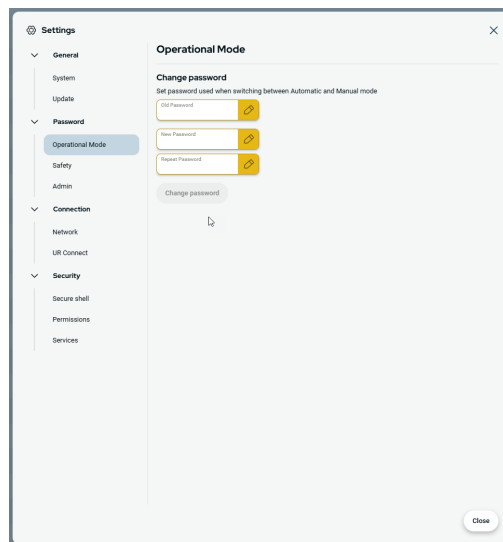 Settings
General
System
Update
Password
Operational Mode
Safety
Admin
Connection
Network
UR Connect
Security
Secure shell
Permissions
Services
Operational Mode
Change password
Set password used when switching between Automatic and Manual mode
Old Password
New Password
Repeat Password
Change password
Close